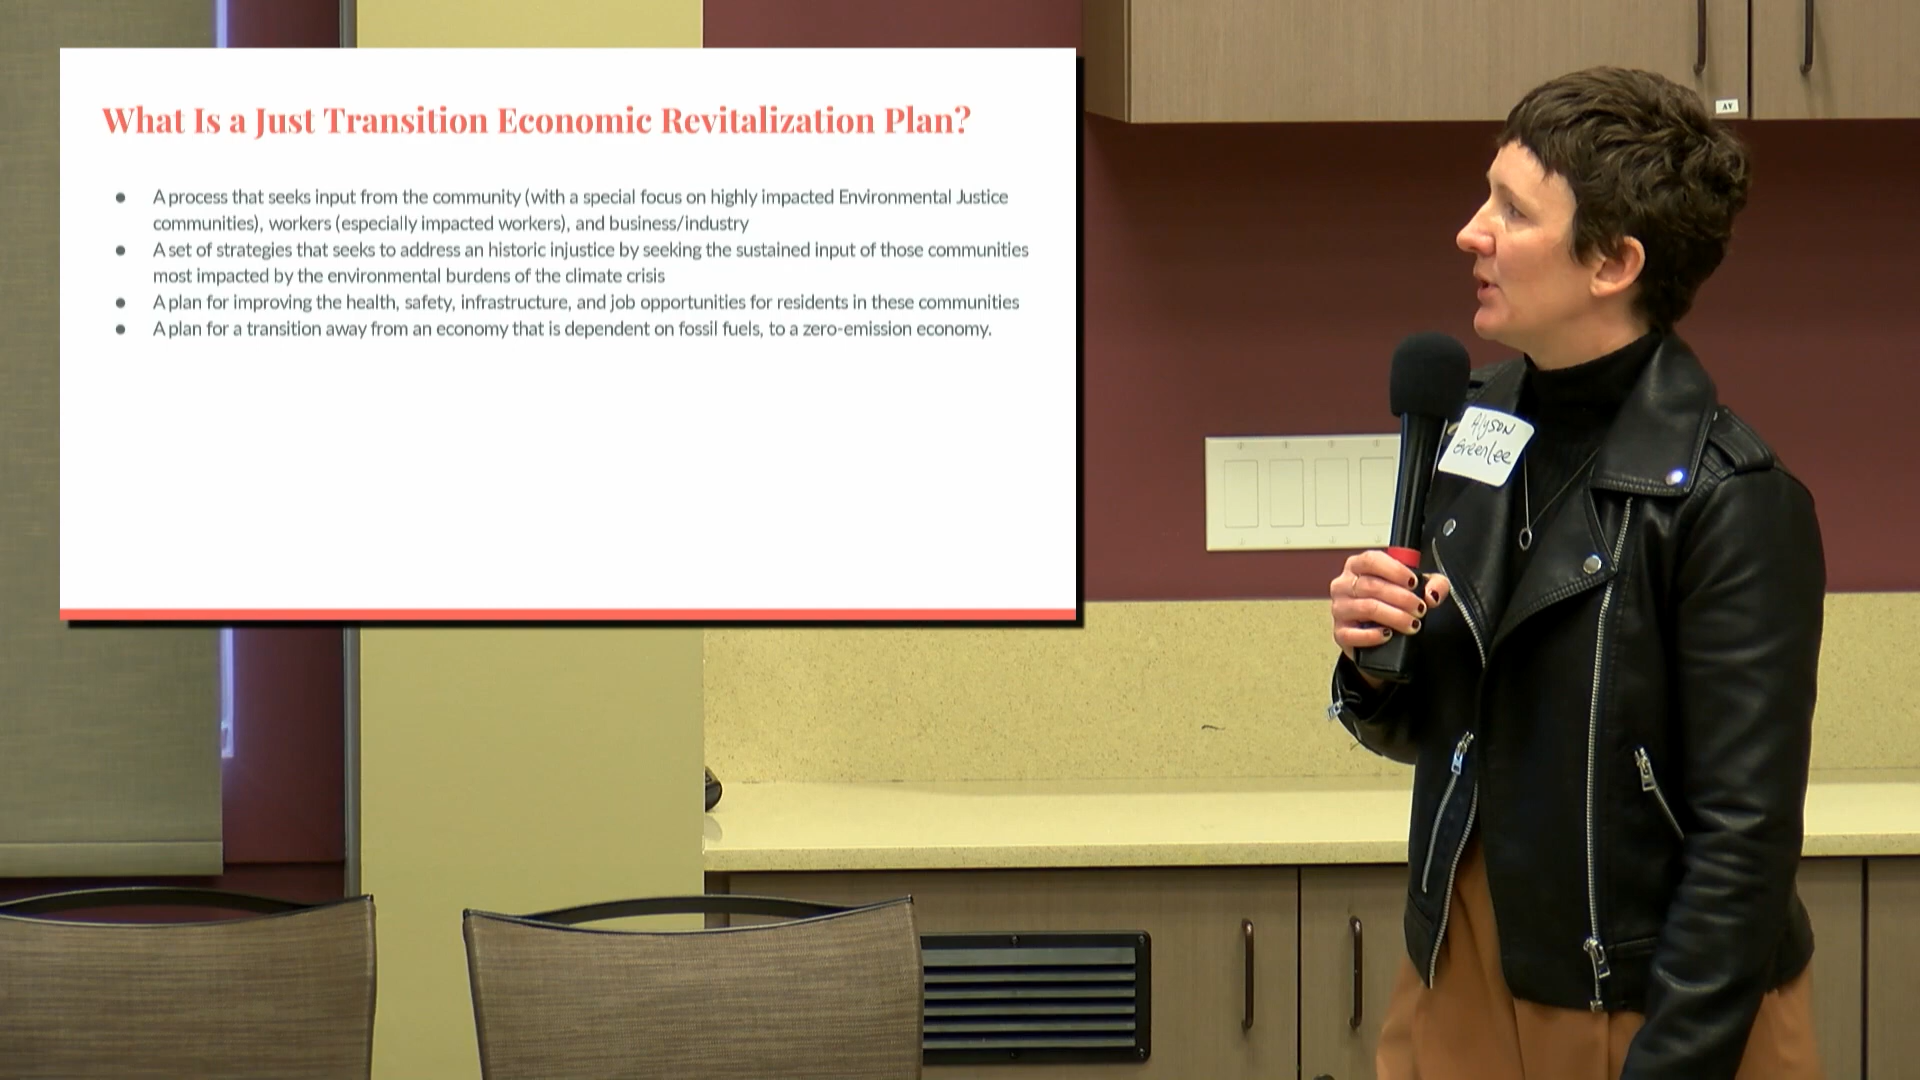 What Is a Just Transition Economic Revitalization Plan?
● A process that seeks input from the community (with a special focus on highly impacted Environmental Justice
communities), workers (especially impacted workers), and business/industry
● A set of strategies that seeks to address an historic injustice by seeking the sustained input of those communities
most impacted by the environmental burdens of the climate crisis
● A plan for improving the health, safety, infrastructure, and job opportunities for residents in these communities
● A plan for a transition away from an economy that is dependent on fossil fuels, to a zero-emission economy.
AV
Alyson
Greenlee